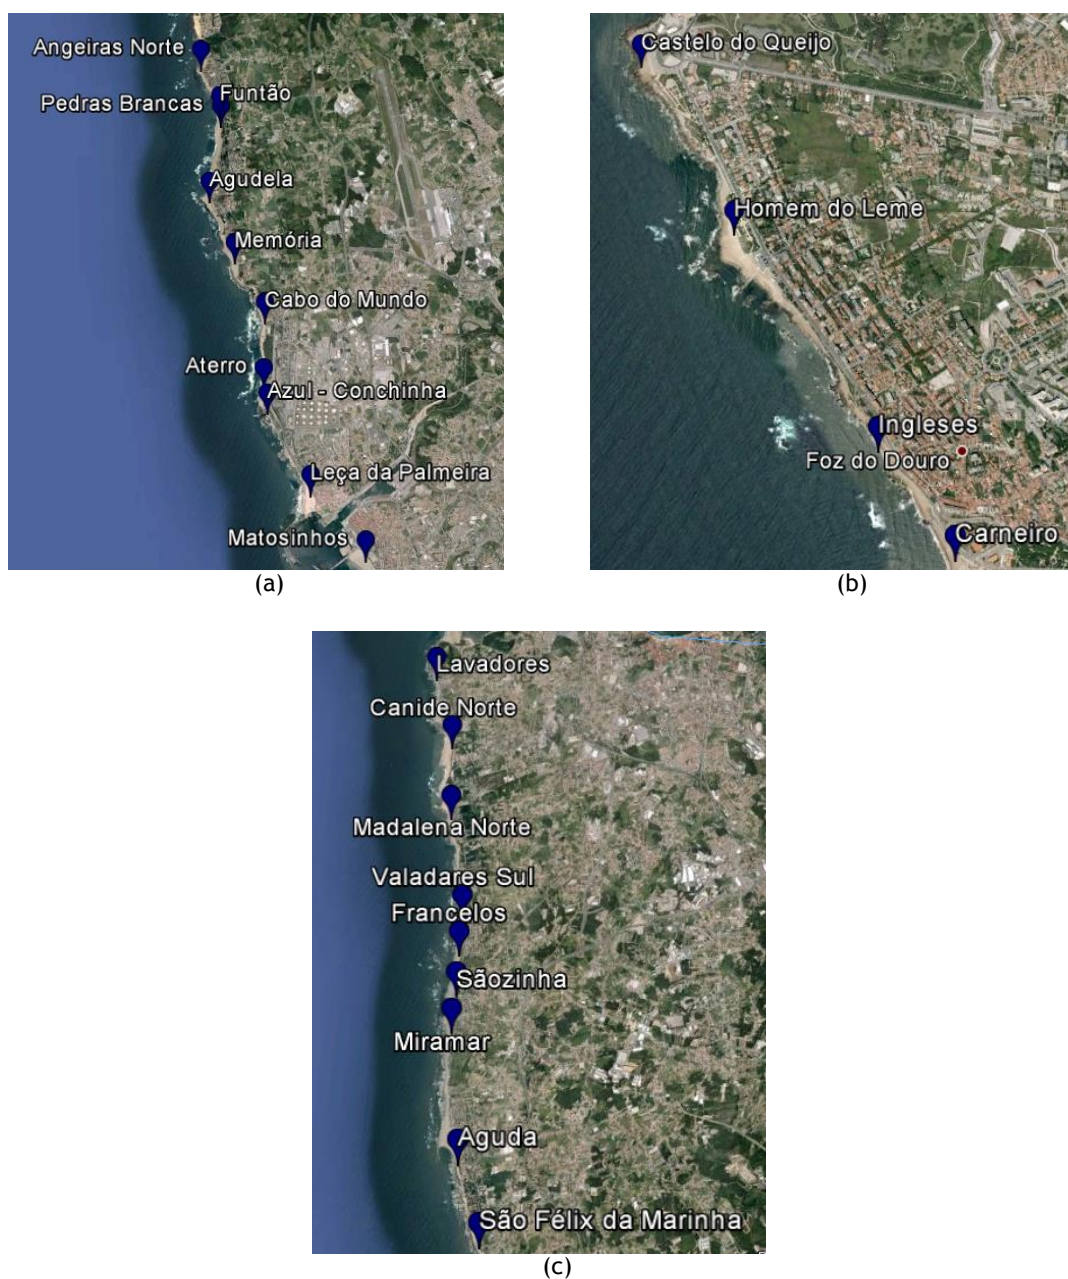 Angeiras Norte
Funtão
Pedras Brancas
Agudela
Memória
Cabo do Mundo
Aterro
Azul - Conchinha
Leça da Palmeira
Matosinhos
(a)
Castelo do Queijo
Homem do Leme
Ingleses
Foz do Douro
Carneiro
(b)
Lavadores
Canide Norte
Madalena Norte
Valadares Sul
Francelos
Sãozinha
Miramar
Aguda
São Félix da Marinha
(c)